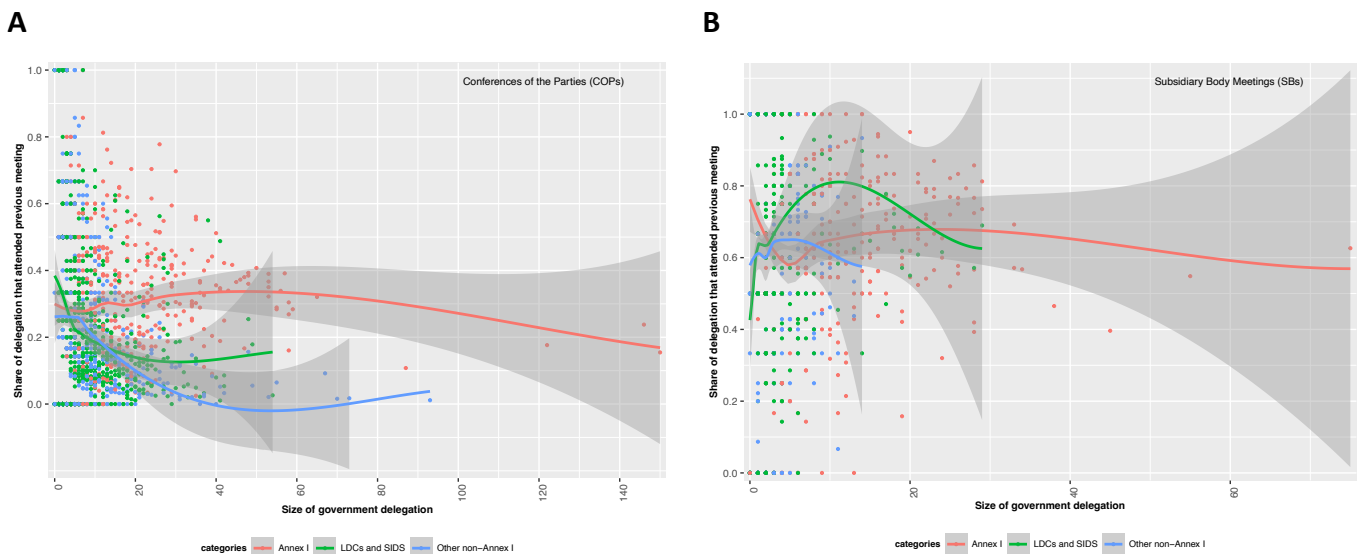 A
Conferences of the Parties (COPs)
Share of delegation that attended previous meeting
1.0
0.8
0.6
0.4
0.2
0.0
0
20
40
60
80
100
120
140
Size of government delegation
categories Annex I LDCs and SIDS Other non−Annex I
B
Subsidiary Body Meetings (SBs)
Share of delegation that attended previous meeting
1.0
0.8
0.6
0.4
0.2
0.0
0
20
40
60
Size of government delegation
categories Annex I LDCs and SIDS Other non−Annex I